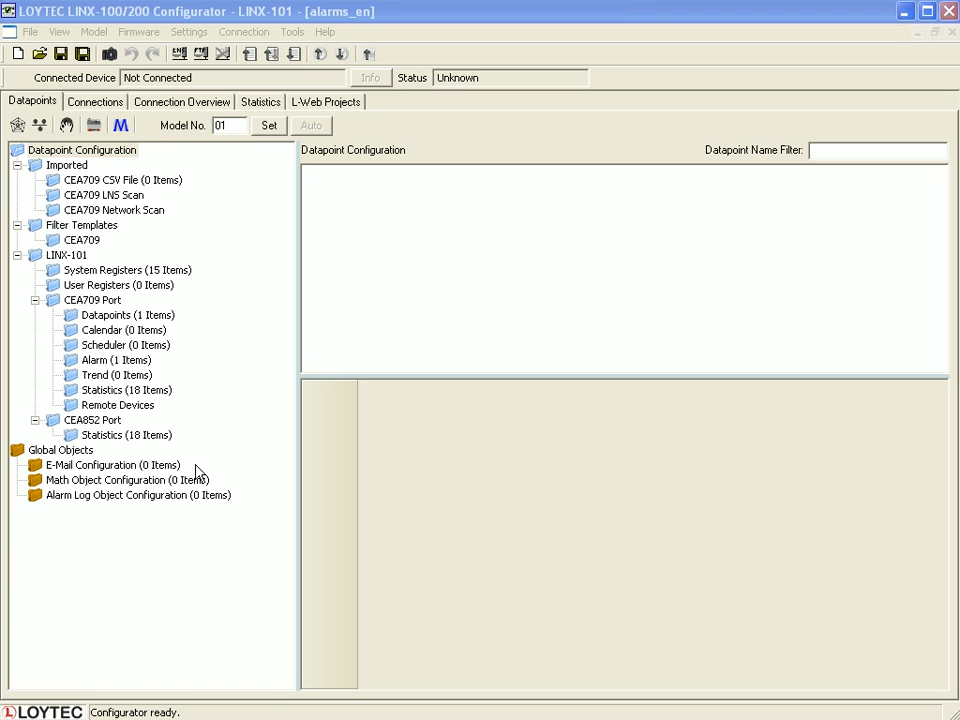 LOYTEC LINX-100/200 Configurator - LINX-101 - [alarms_en]
File View Model Firmware Settings Connection Tools Help
Connected Device Not Connected Info Status Unknown
Datapoints Connections Connection Overview Statistics L-Web Projects
M Model No. 01 Set Auto
Datapoint Configuration
Imported
CEA709 CSV File (0 Items)
CEA709 LNS Scan
CEA709 Network Scan
Filter Templates
CEA709
LINX-101
System Registers (15 Items)
User Registers (0 Items)
CEA709 Port
Datapoints (1 Items)
Calendar (0 Items)
Scheduler (0 Items)
Alarm (1 Items)
Trend (0 Items)
Statistics (18 Items)
Remote Devices
CEA852 Port
Statistics (18 Items)
Global Objects
E-Mail Configuration (0 Items)
Math Object Configuration (0 Items)
Alarm Log Object Configuration (0 Items)
Datapoint Configuration Datapoint Name Filter:
LOYTEC Configurator ready.